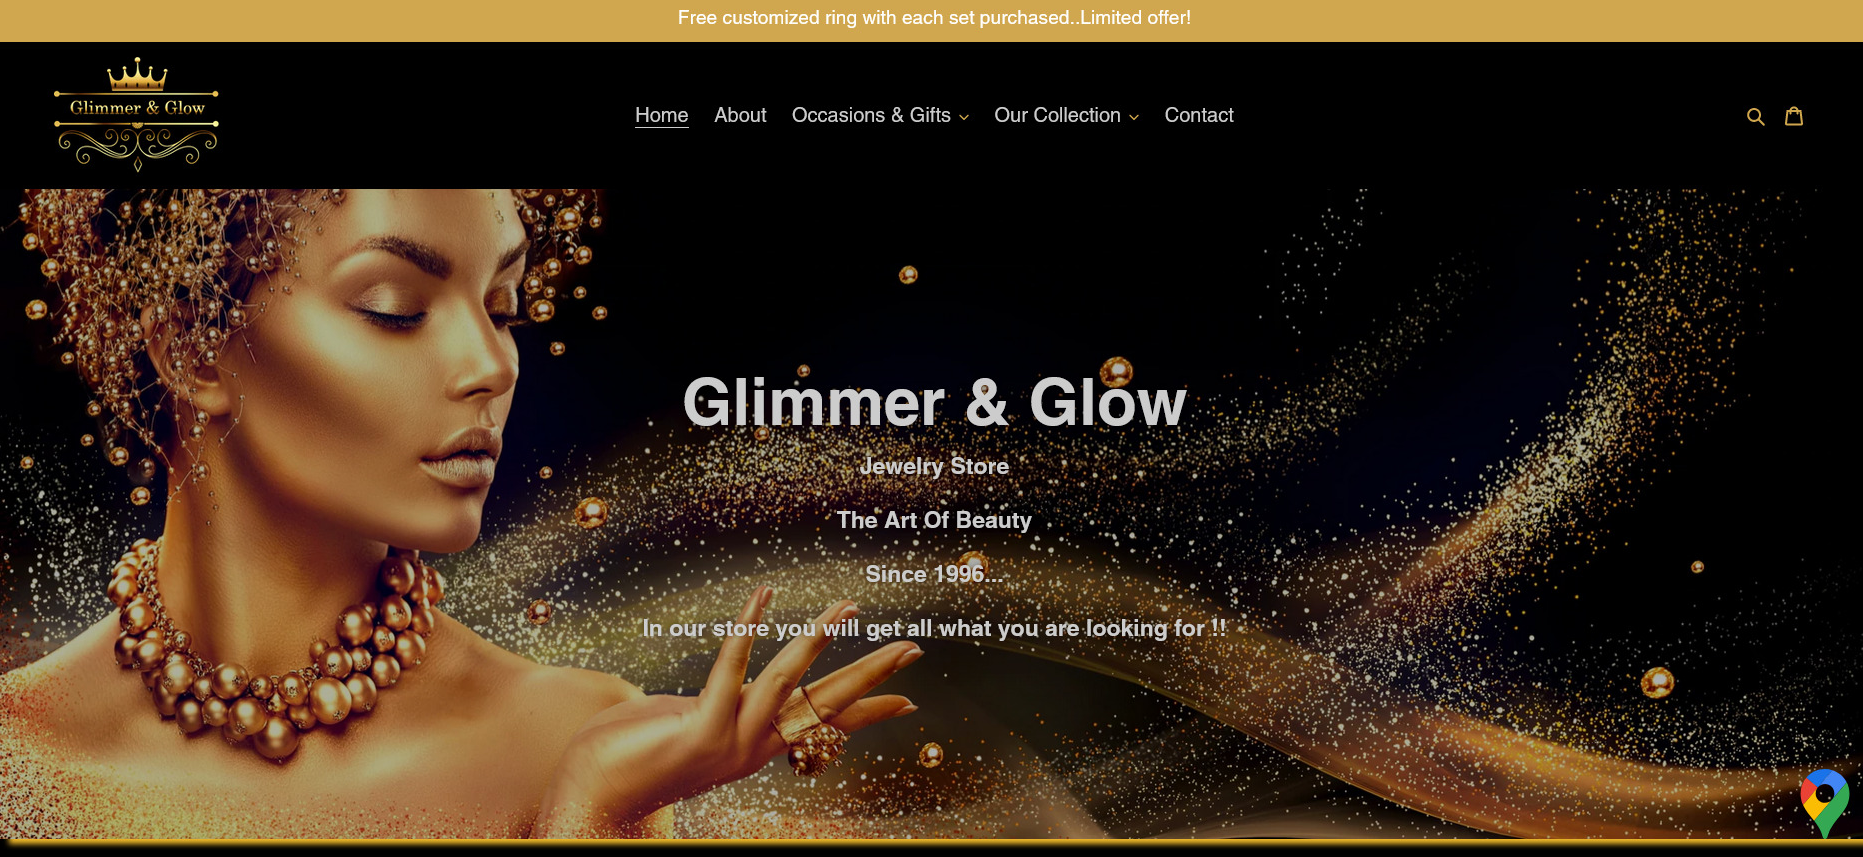 Free customized ring with each set purchased..Limited offer!
Glimmer & Glow
Home About Occasions & Gifts Our Collection Contact
Glimmer & Glow
Jewelry Store
The Art Of Beauty
Since 1996...
In our store you will get all what you are looking for !!